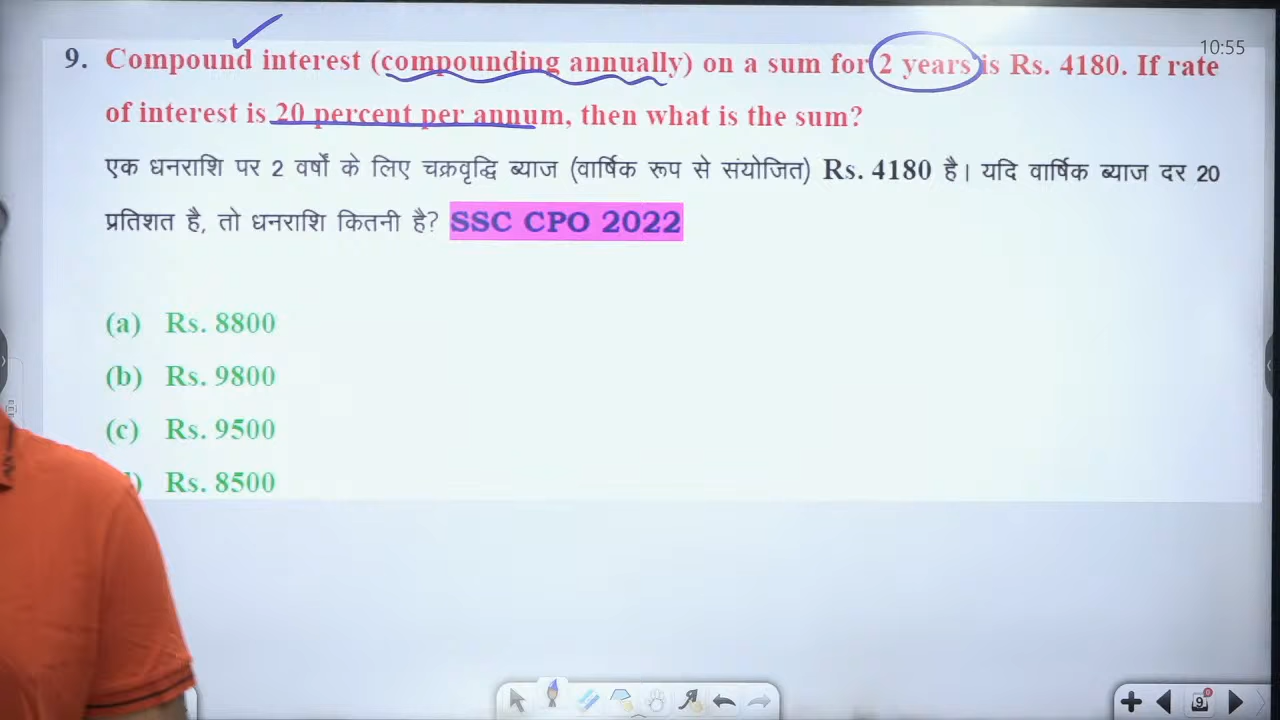 10:55
9. Compound interest (compounding annually) on a sum for 2 years is Rs. 4180. If rate
of interest is 20 percent per annum, then what is the sum?
एक धनराशि पर 2 वर्षों के लिए चक्रवृद्धि ब्याज (वार्षिक रूप से संयोजित) Rs. 4180 है। यदि वार्षिक ब्याज दर 20
प्रतिशत है, तो धनराशि कितनी है? SSC CPO 2022
(a) Rs. 8800
(b) Rs. 9800
(c) Rs. 9500
) Rs. 8500
9